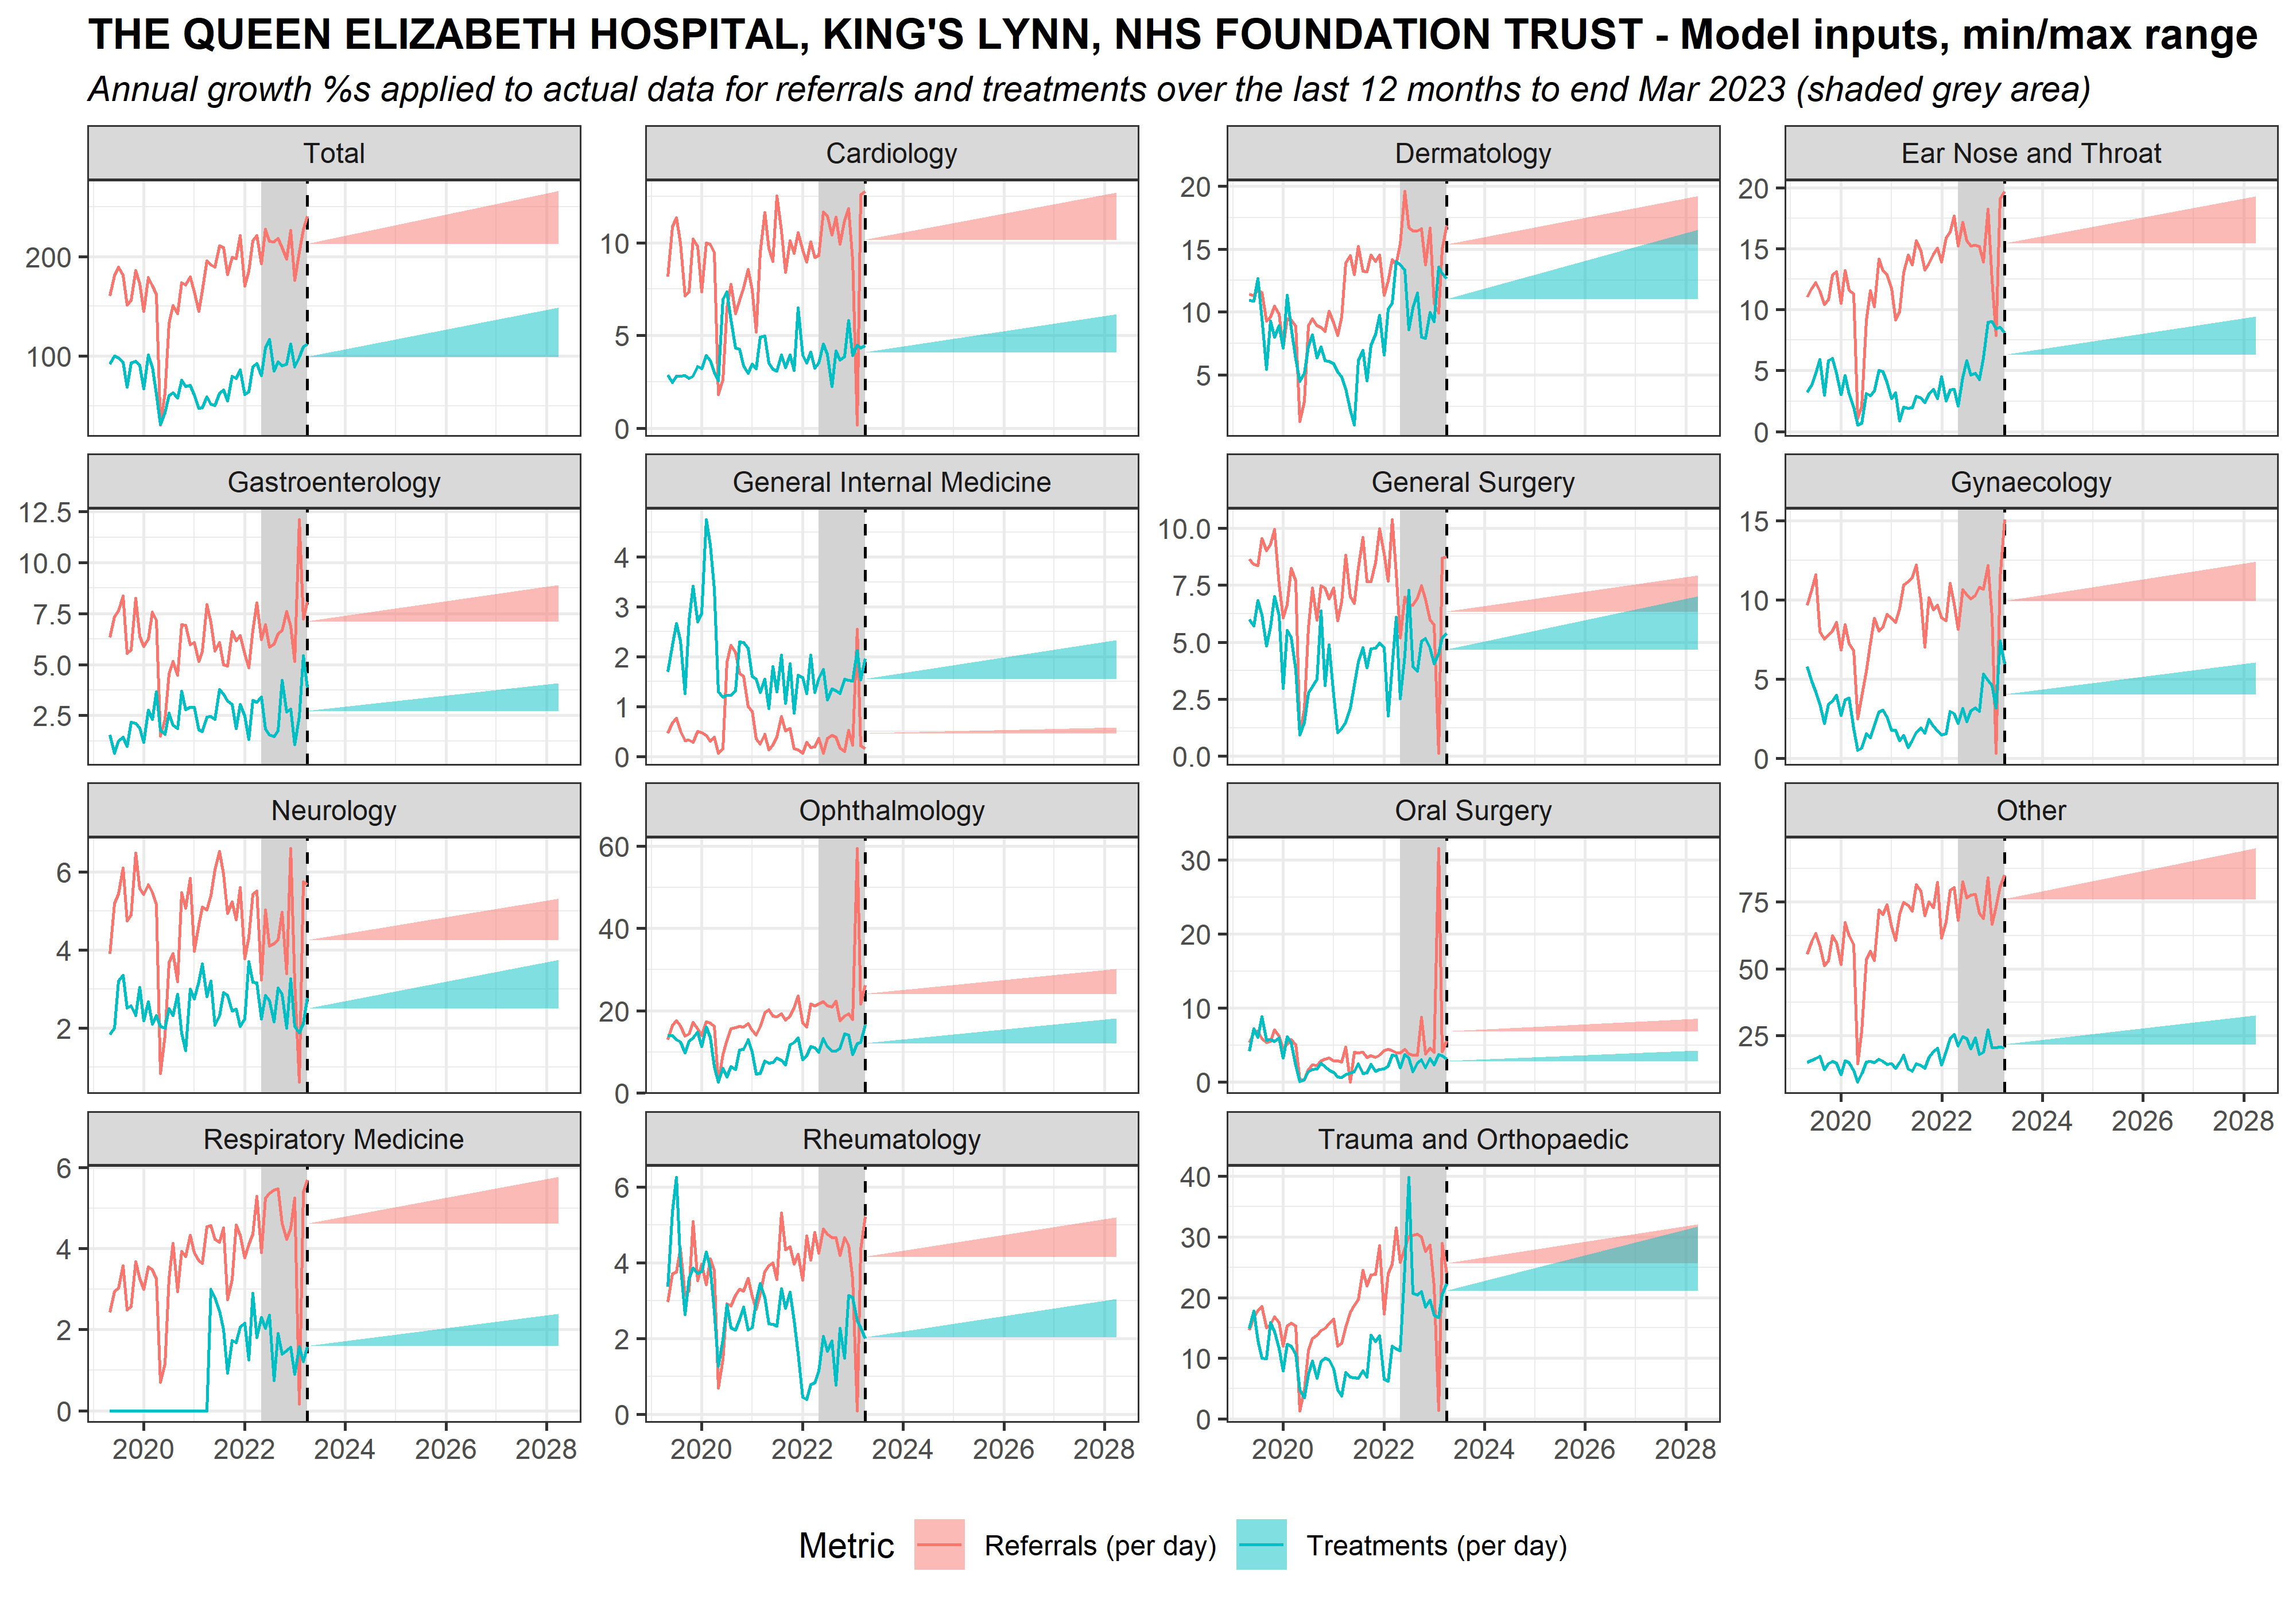 THE QUEEN ELIZABETH HOSPITAL, KING'S LYNN, NHS FOUNDATION TRUST - Model inputs, min/max range
Annual growth %s applied to actual data for referrals and treatments over the last 12 months to end Mar 2023 (shaded grey area)
Total
200
100
Cardiology
10
5
0
Dermatology
20
15
10
5
Ear Nose and Throat
20
15
10
5
0
Gastroenterology
12.5
10.0
7.5
5.0
2.5
General Internal Medicine
4
3
2
1
0
General Surgery
10.0
7.5
5.0
2.5
0.0
Gynaecology
15
10
5
0
Neurology
6
4
2
Ophthalmology
60
40
20
0
Oral Surgery
30
20
10
0
Other
75
50
25
2020 2022 2024 2026 2028
Respiratory Medicine
6
4
2
0
2020 2022 2024 2026 2028
Rheumatology
6
4
2
0
2020 2022 2024 2026 2028
Trauma and Orthopaedic
40
30
20
10
0
2020 2022 2024 2026 2028
Metric Referrals (per day) Treatments (per day)